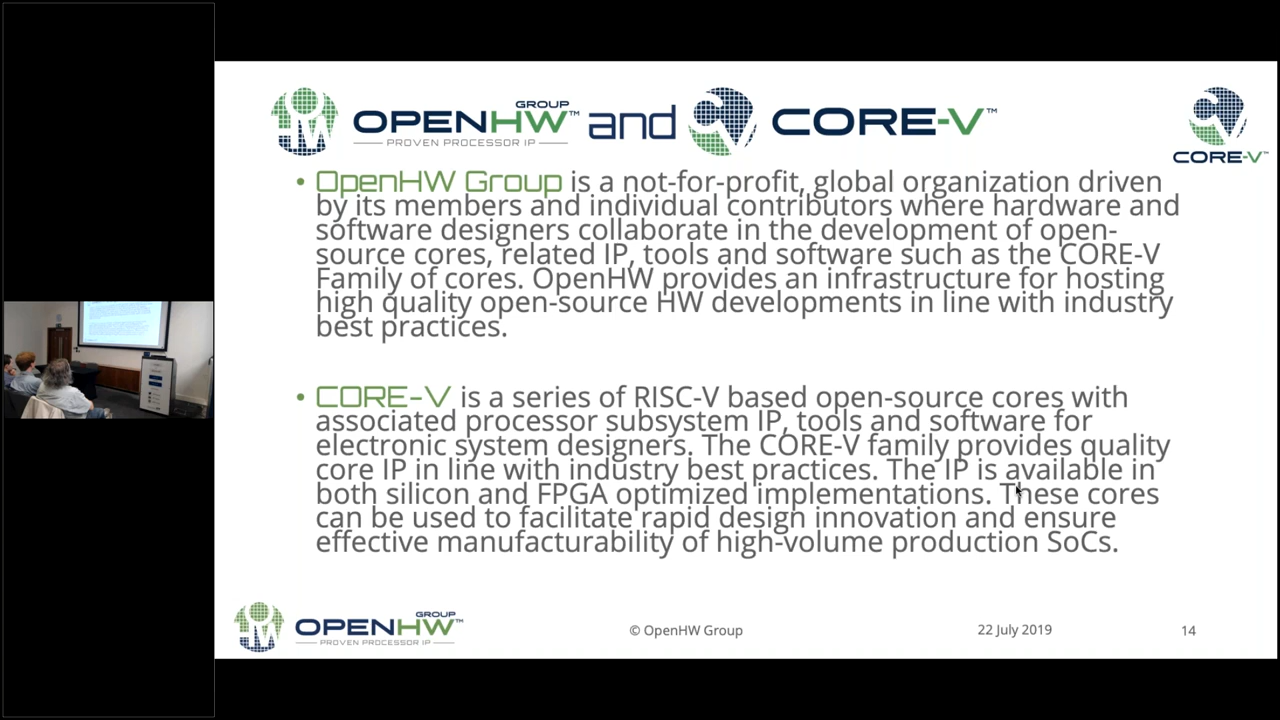 OPENHW™ GROUP and CORE-V™
PROVEN PROCESSOR IP
CORE-V™
• OpenHW Group is a not-for-profit, global organization driven
by its members and individual contributors where hardware and
software designers collaborate in the development of open-
source cores, related IP, tools and software such as the CORE-V
Family of cores. OpenHW provides an infrastructure for hosting
high quality open-source HW developments in line with industry
best practices.
• CORE-V is a series of RISC-V based open-source cores with
associated processor subsystem IP, tools and software for
electronic system designers. The CORE-V family provides quality
core IP in line with industry best practices. The IP is available in
both silicon and FPGA optimized implementations. These cores
can be used to facilitate rapid design innovation and ensure
effective manufacturability of high-volume production SoCs.
OPENHW™ GROUP
PROVEN PROCESSOR IP
© OpenHW Group
22 July 2019
14